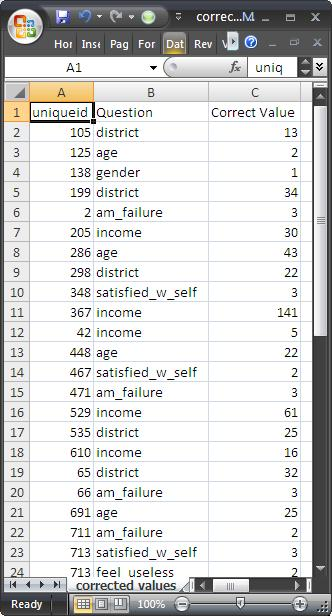 correc...M
Hor Inse Pag For Dat Rev V
A1 fx uniq
A B C
1 uniqueid Question Correct Value
2 105 district 13
3 125 age 2
4 138 gender 1
5 199 district 34
6 2 am_failure 3
7 205 income 30
8 286 age 43
9 298 district 22
10 348 satisfied_w_self 3
11 367 income 141
12 42 income 5
13 448 age 22
14 467 satisfied_w_self 2
15 471 am_failure 3
16 529 income 61
17 535 district 25
18 610 income 16
19 65 district 32
20 66 am_failure 3
21 691 age 25
22 711 am_failure 2
23 713 satisfied_w_self 3
24 713 feel_useless 2
corrected values
Ready 100%